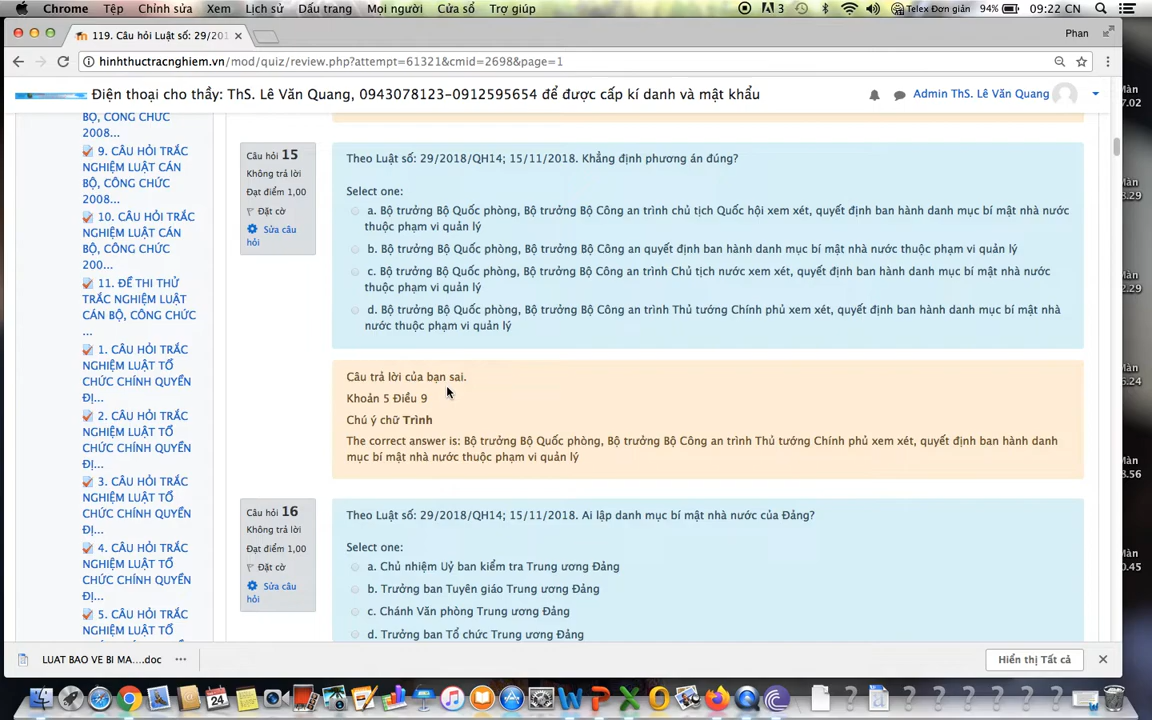 Chrome Tệp Chỉnh sửa Xem Lịch sử Dấu trang Mọi người Cửa sổ Trợ giúp 3 Telex Đơn giản 94% 09:22 CN
119. Câu hỏi Luật số: 29/201 Phan
hinhthuctracnghiem.vn/mod/quiz/review.php?attempt=61321&cmid=2698&page=1
Điện thoại cho thầy: ThS. Lê Văn Quang, 0943078123-0912595654 để được cấp kí danh và mật khẩu
Admin ThS. Lê Văn Quang
BỘ, CÔNG CHỨC
2008...
9. CÂU HỎI TRẮC
NGHIỆM LUẬT CÁN
BỘ, CÔNG CHỨC
2008...
10. CÂU HỎI TRẮC
NGHIỆM LUẬT CÁN
BỘ, CÔNG CHỨC
200...
11. ĐỀ THI THỬ
TRẮC NGHIỆM LUẬT
CÁN BỘ, CÔNG CHỨC
...
1. CÂU HỎI TRẮC
NGHIỆM LUẬT TỔ
CHỨC CHÍNH QUYỀN
ĐỊ...
2. CÂU HỎI TRẮC
NGHIỆM LUẬT TỔ
CHỨC CHÍNH QUYỀN
ĐỊ...
3. CÂU HỎI TRẮC
NGHIỆM LUẬT TỔ
CHỨC CHÍNH QUYỀN
ĐỊ...
4. CÂU HỎI TRẮC
NGHIỆM LUẬT TỔ
CHỨC CHÍNH QUYỀN
ĐỊ...
5. CÂU HỎI TRẮC
NGHIỆM LUẬT TỔ
Câu hỏi 15
Không trả lời
Đạt điểm 1,00
Đặt cờ
Sửa câu
hỏi
Theo Luật số: 29/2018/QH14; 15/11/2018. Khẳng định phương án đúng?
Select one:
a. Bộ trưởng Bộ Quốc phòng, Bộ trưởng Bộ Công an trình chủ tịch Quốc hội xem xét, quyết định ban hành danh mục bí mật nhà nước
thuộc phạm vi quản lý
b. Bộ trưởng Bộ Quốc phòng, Bộ trưởng Bộ Công an quyết định ban hành danh mục bí mật nhà nước thuộc phạm vi quản lý
c. Bộ trưởng Bộ Quốc phòng, Bộ trưởng Bộ Công an trình Chủ tịch nước xem xét, quyết định ban hành danh mục bí mật nhà nước
thuộc phạm vi quản lý
d. Bộ trưởng Bộ Quốc phòng, Bộ trưởng Bộ Công an trình Thủ tướng Chính phủ xem xét, quyết định ban hành danh mục bí mật nhà
nước thuộc phạm vi quản lý
Câu trả lời của bạn sai.
Khoản 5 Điều 9
Chú ý chữ Trình
The correct answer is: Bộ trưởng Bộ Quốc phòng, Bộ trưởng Bộ Công an trình Thủ tướng Chính phủ xem xét, quyết định ban hành danh
mục bí mật nhà nước thuộc phạm vi quản lý
Câu hỏi 16
Không trả lời
Đạt điểm 1,00
Đặt cờ
Sửa câu
hỏi
Theo Luật số: 29/2018/QH14; 15/11/2018. Ai lập danh mục bí mật nhà nước của Đảng?
Select one:
a. Chủ nhiệm Uỷ ban kiểm tra Trung ương Đảng
b. Trưởng ban Tuyên giáo Trung ương Đảng
c. Chánh Văn phòng Trung ương Đảng
d. Trưởng ban Tổ chức Trung ương Đảng
LUAT BAO VE BI MA....doc
Hiển thị Tất cả
Màn
7.02
Màn
8.29
Màn
2.29
Màn
6.24
Màn
8.56
Màn
0.45
24